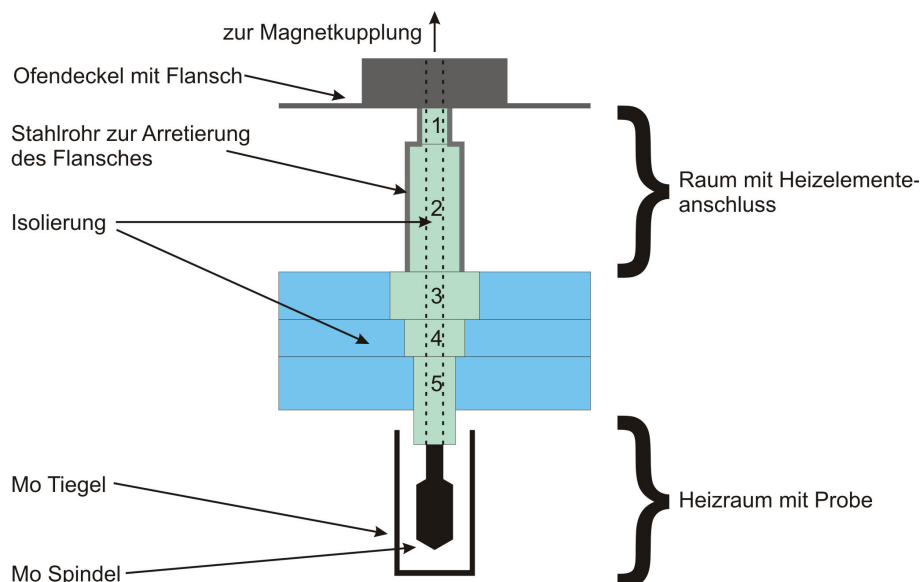 zur Magnetkupplung
Ofendeckel mit Flansch
Stahlrohr zur Arretierung
des Flansches
Isolierung
1
2
3
4
5
Raum mit Heizelemente-
anschluss
Mo Tiegel
Mo Spindel
Heizraum mit Probe